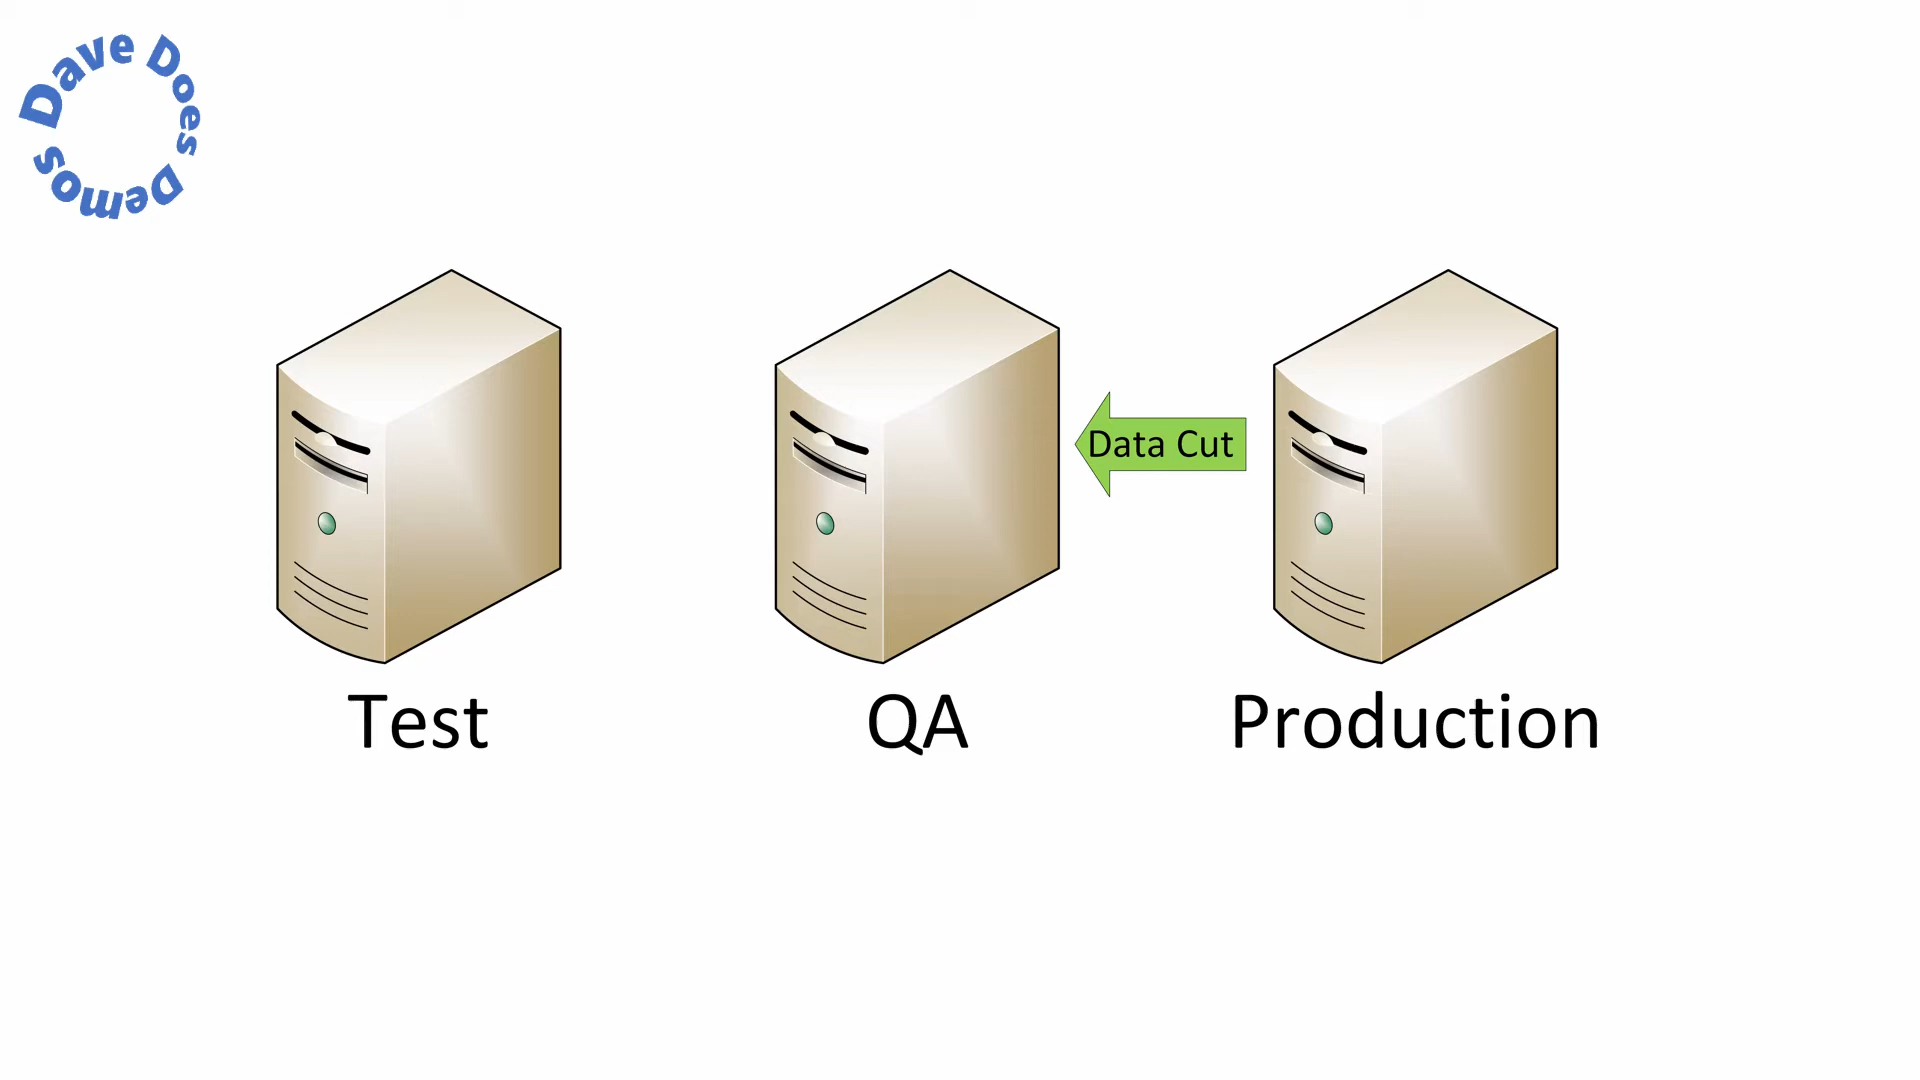 Dave Does Demos
Data Cut
Test
QA
Production